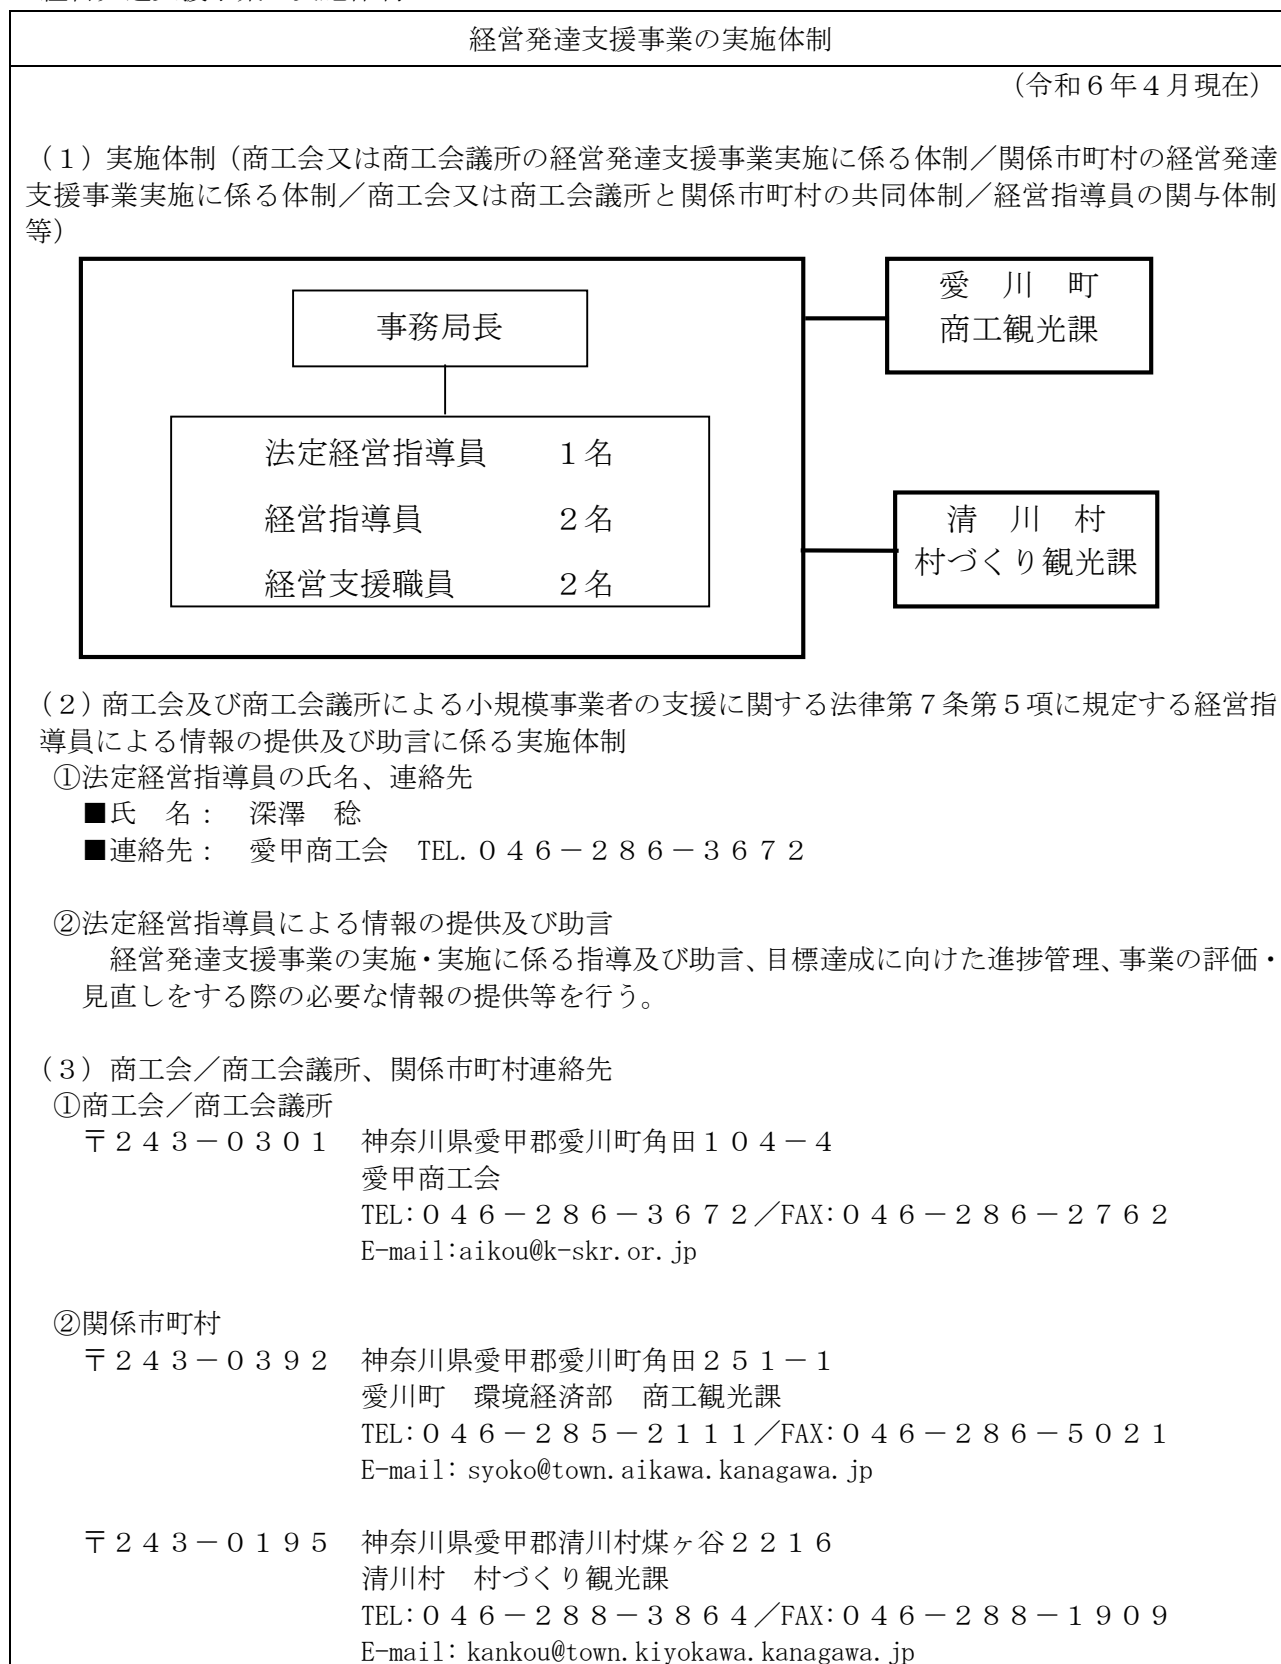 経営発達支援事業の実施体制
（令和６年４月現在）
（１）実施体制（商工会又は商工会議所の経営発達支援事業実施に係る体制／関係市町村の経営発達
支援事業実施に係る体制／商工会又は商工会議所と関係市町村の共同体制／経営指導員の関与体制
等）
事務局長
法定経営指導員　　１名
経営指導員　　　　２名
経営支援職員　　　２名
愛　川　町
商工観光課
清　川　村
村づくり観光課
（２）商工会及び商工会議所による小規模事業者の支援に関する法律第７条第５項に規定する経営指
導員による情報の提供及び助言に係る実施体制
①法定経営指導員の氏名、連絡先
■氏　名：　深澤　稔
■連絡先：　愛甲商工会　TEL.０４６－２８６－３６７２
②法定経営指導員による情報の提供及び助言
経営発達支援事業の実施・実施に係る指導及び助言、目標達成に向けた進捗管理、事業の評価・
見直しをする際の必要な情報の提供等を行う。
（３）商工会／商工会議所、関係市町村連絡先
①商工会／商工会議所
〒２４３－０３０１　神奈川県愛甲郡愛川町角田１０４－４
愛甲商工会
TEL:０４６－２８６－３６７２／FAX:０４６－２８６－２７６２
E-mail:aikou@k-skr.or.jp
②関係市町村
〒２４３－０３９２　神奈川県愛甲郡愛川町角田２５１－１
愛川町　環境経済部　商工観光課
TEL:０４６－２８５－２１１１／FAX:０４６－２８６－５０２１
E-mail: syoko@town.aikawa.kanagawa.jp
〒２４３－０１９５　神奈川県愛甲郡清川村煤ヶ谷２２１６
清川村　村づくり観光課
TEL:０４６－２８８－３８６４／FAX:０４６－２８８－１９０９
E-mail: kankou@town.kiyokawa.kanagawa.jp